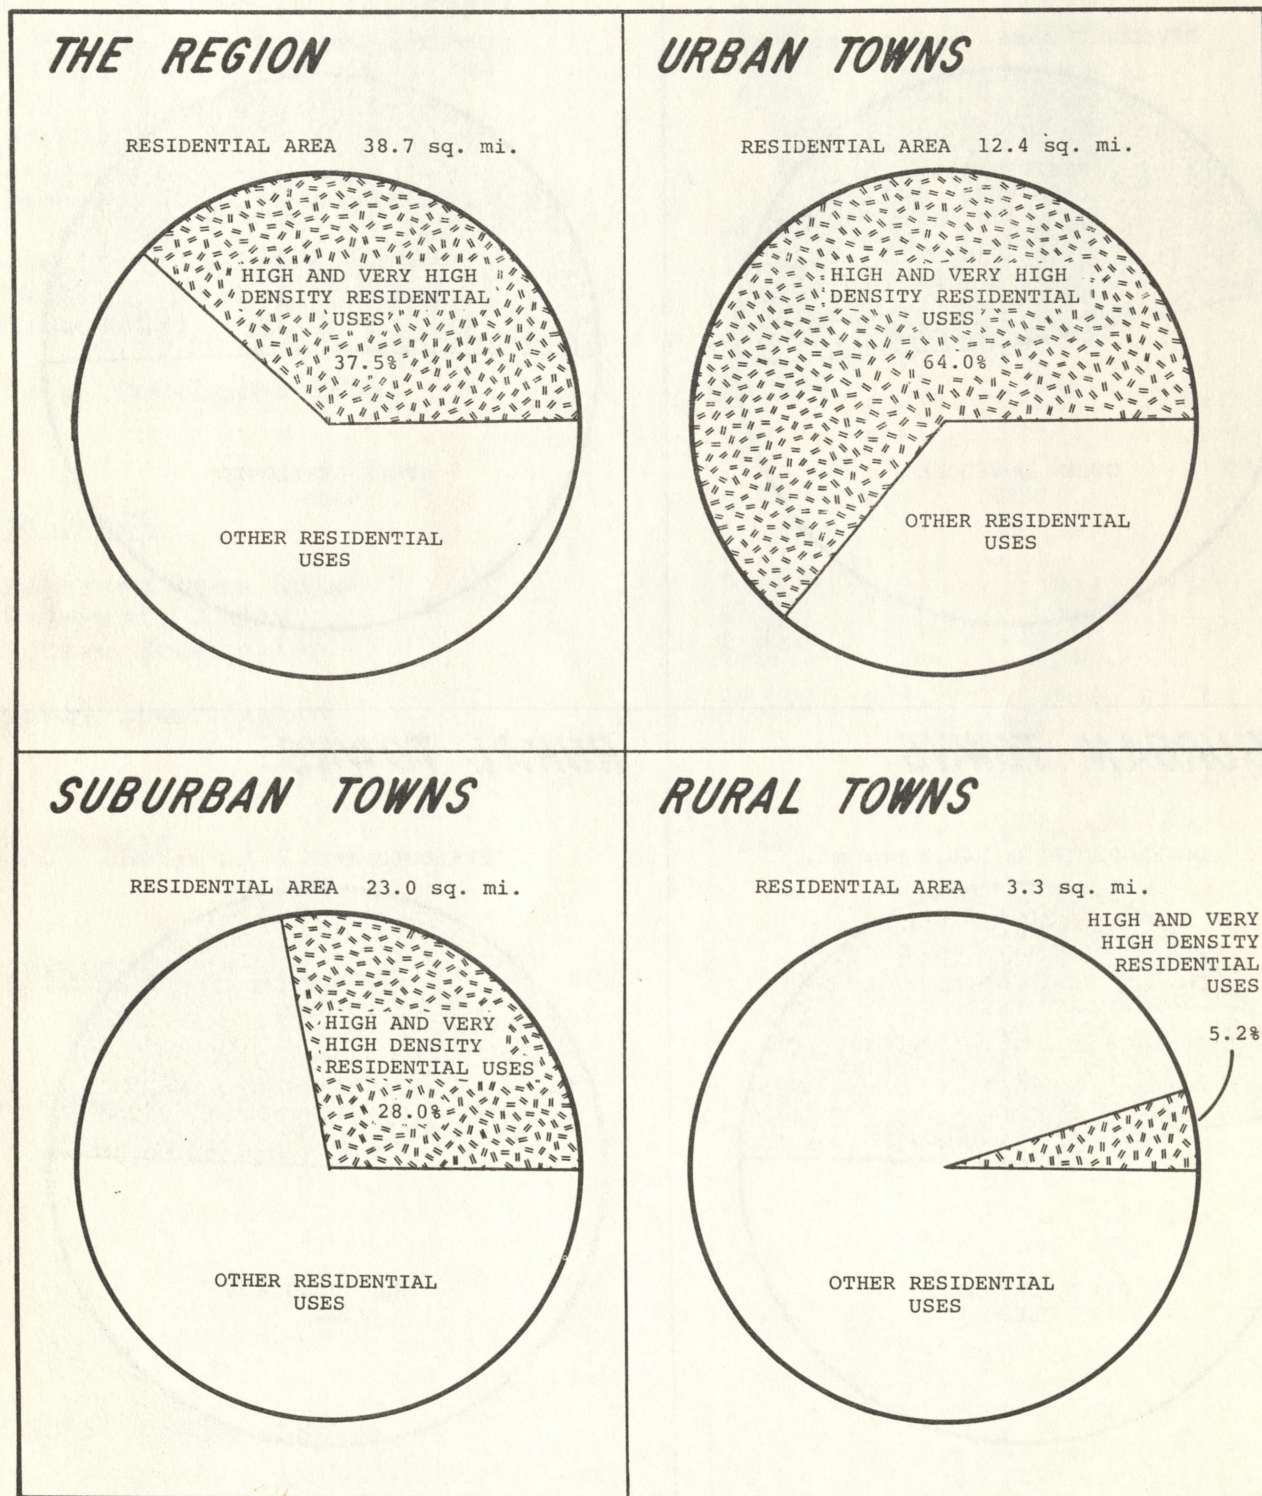 THE REGION
RESIDENTIAL AREA 38.7 sq. mi.
HIGH AND VERY HIGH
DENSITY RESIDENTIAL
USES
37.5%
OTHER RESIDENTIAL
USES
URBAN TOWNS
RESIDENTIAL AREA 12.4 sq. mi.
HIGH AND VERY HIGH
DENSITY RESIDENTIAL
USES
64.0%
OTHER RESIDENTIAL
USES
SUBURBAN TOWNS
RESIDENTIAL AREA 23.0 sq. mi.
HIGH AND VERY
HIGH DENSITY
RESIDENTIAL USES
28.0%
OTHER RESIDENTIAL
USES
RURAL TOWNS
RESIDENTIAL AREA 3.3 sq. mi.
HIGH AND VERY
HIGH DENSITY
RESIDENTIAL
USES
5.2%
OTHER RESIDENTIAL
USES